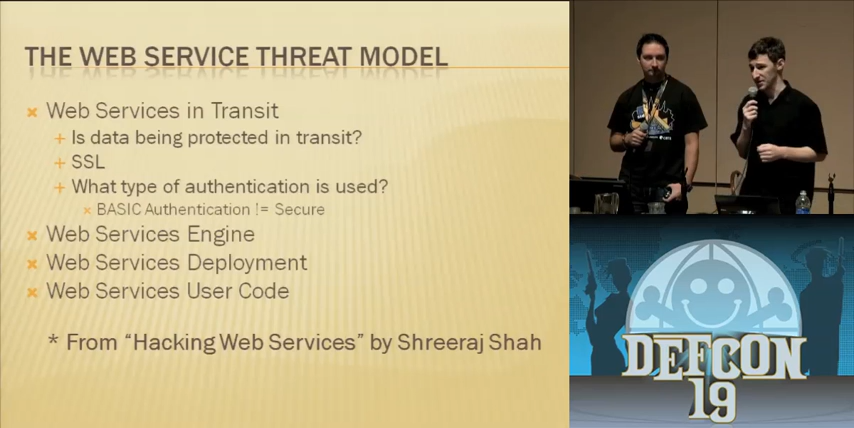 THE WEB SERVICE THREAT MODEL
Web Services in Transit
Is data being protected in transit?
SSL
What type of authentication is used?
BASIC Authentication != Secure
Web Services Engine
Web Services Deployment
Web Services User Code
* From “Hacking Web Services” by Shreeraj Shah
DEFCON
19